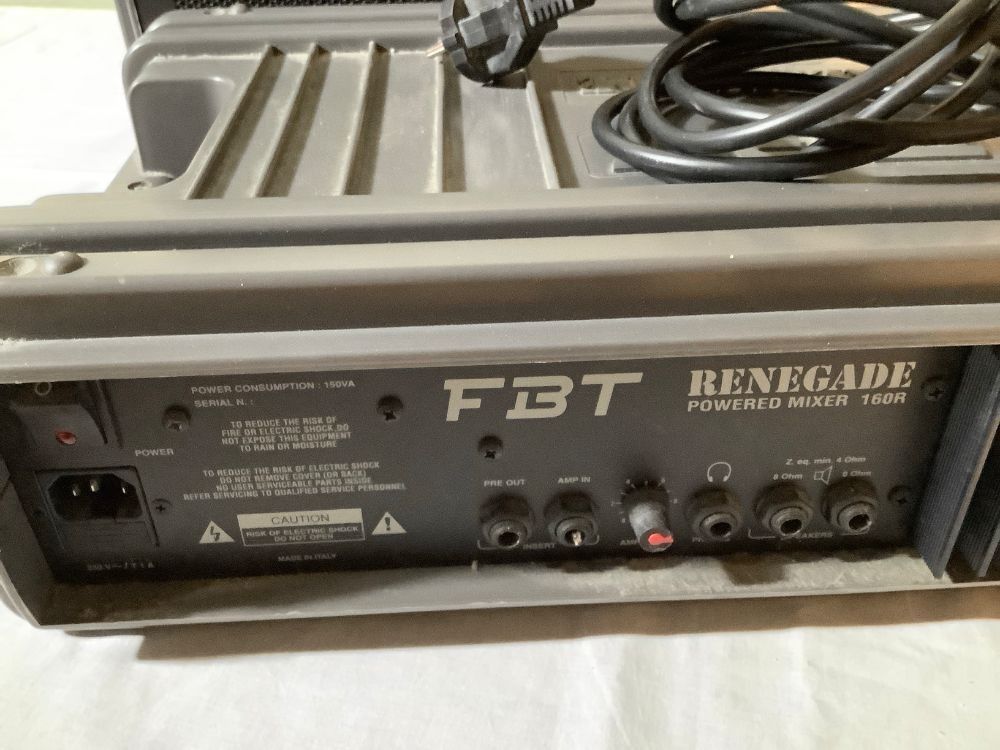 POWER CONSUMPTION : 150VA
SERIAL N. :
TO REDUCE THE RISK OF
FIRE OR ELECTRIC SHOCK,DO
NOT EXPOSE THIS EQUIPMENT
TO RAIN OR MOISTURE
POWER
TO REDUCE THE RISK OF ELECTRIC SHOCK
DO NOT REMOVE COVER (OR BACK)
NO USER SERVICEABLE PARTS INSIDE
REFER SERVICING TO QUALIFIED SERVICE PERSONNEL
CAUTION
RISK OF ELECTRIC SHOCK
DO NOT OPEN
MADE IN ITALY
FBT
RENEGADE
POWERED MIXER 160R
PRE OUT
AMP IN
INSERT
Z. eq. min. 4 Ohm
8 Ohm
8 Ohm